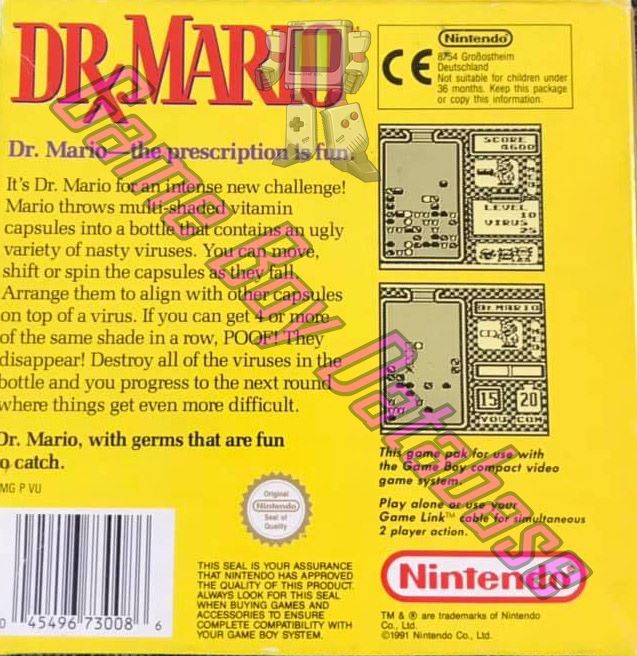 DR. MARIO
Nintendo
8754 Großostheim
Deutschland
Not suitable for children under
36 months. Keep this package
or copy this information.
CE
Dr. Mario—the prescription is fun.
It's Dr. Mario for an intense new challenge!
Mario throws multi-shaded vitamin
capsules into a bottle that contains an ugly
variety of nasty viruses. You can move,
shift or spin the capsules as they fall.
Arrange them to align with other capsules
on top of a virus. If you can get 4 or more
of the same shade in a row, POOF! They
disappear! Destroy all of the viruses in the
bottle and you progress to the next round
where things get even more difficult.
Dr. Mario, with germs that are fun
to catch.
MG P VU
SCORE
4600
LEVEL
10
VIRUS
25
Dr.MARIO
15 20
YOU COM
This game pak for use with
the Game Boy compact video
game system.
Play alone or use your
Game Link™ cable for simultaneous
2 player action.
Original
Nintendo
Seal of
Quality
THIS SEAL IS YOUR ASSURANCE
THAT NINTENDO HAS APPROVED
THE QUALITY OF THIS PRODUCT.
ALWAYS LOOK FOR THIS SEAL
WHEN BUYING GAMES AND
ACCESSORIES TO ENSURE
COMPLETE COMPATIBILITY WITH
YOUR GAME BOY SYSTEM.
Nintendo
TM & ® are trademarks of Nintendo
Co., Ltd.
©1991 Nintendo Co., Ltd.
0 45496 73008 6
Game Boy Database